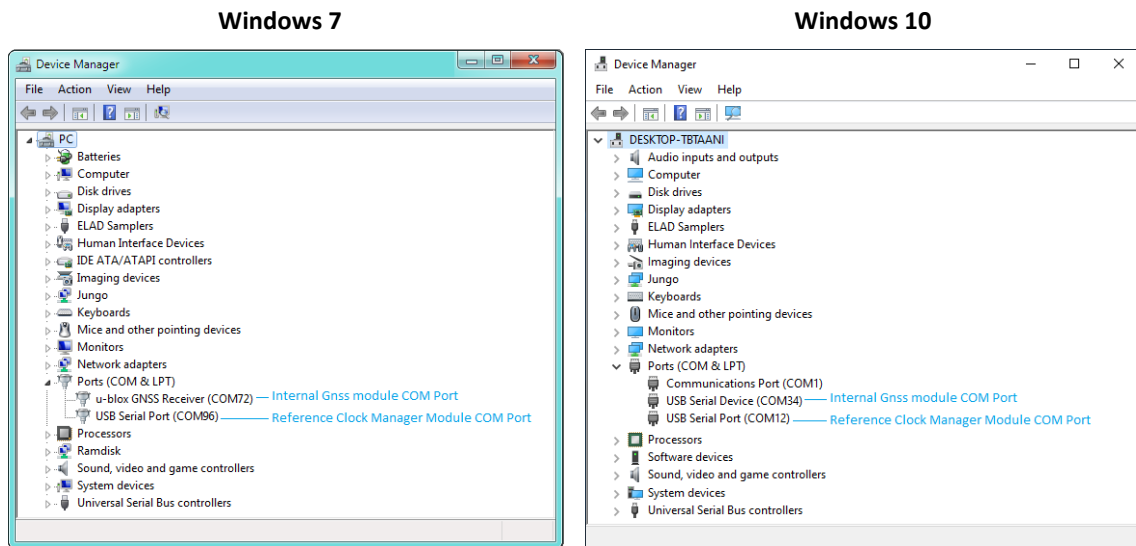 Windows 7
Device Manager
File Action View Help
PC
Batteries
Computer
Disk drives
Display adapters
ELAD Samplers
Human Interface Devices
IDE ATA/ATAPI controllers
Imaging devices
Jungo
Keyboards
Mice and other pointing devices
Monitors
Network adapters
Ports (COM & LPT)
u-blox GNSS Receiver (COM72) Internal Gnss module COM Port
USB Serial Port (COM96) Reference Clock Manager Module COM Port
Processors
Ramdisk
Sound, video and game controllers
System devices
Universal Serial Bus controllers
Windows 10
Device Manager
File Action View Help
DESKTOP-TBTAANI
Audio inputs and outputs
Computer
Disk drives
Display adapters
ELAD Samplers
Human Interface Devices
Imaging devices
Jungo
Keyboards
Mice and other pointing devices
Monitors
Network adapters
Ports (COM & LPT)
Communications Port (COM1)
USB Serial Device (COM34) Internal Gnss module COM Port
USB Serial Port (COM12) Reference Clock Manager Module COM Port
Processors
Software devices
Sound, video and game controllers
System devices
Universal Serial Bus controllers